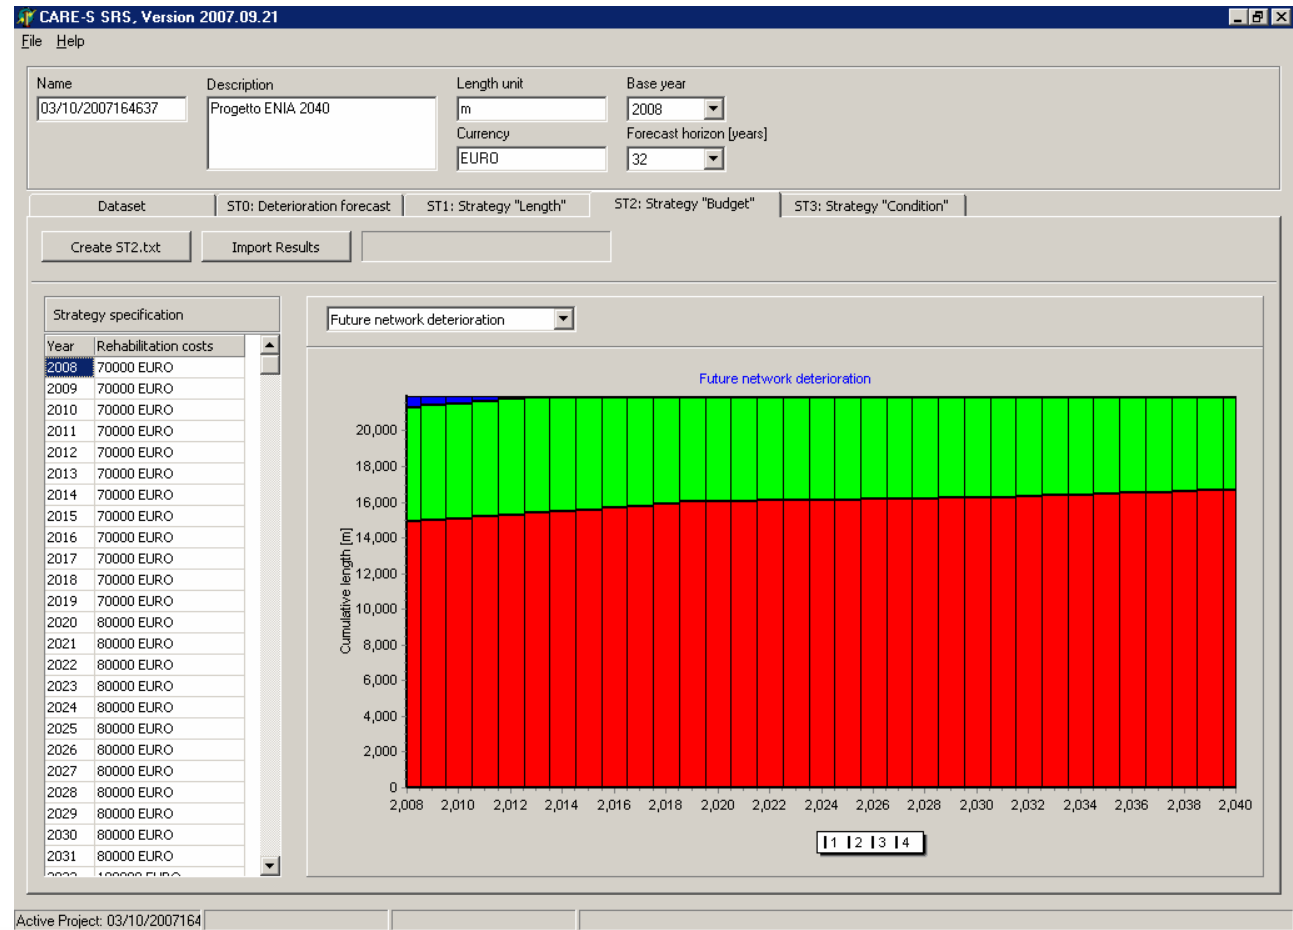 CARE-S SRS, Version 2007.09.21
File Help
Name Description Length unit Base year
03/10/2007164637 Progetto ENIA 2040 m 2008
Currency Forecast horizon [years]
EURO 32
Dataset ST0: Deterioration forecast ST1: Strategy "Length" ST2: Strategy "Budget" ST3: Strategy "Condition"
Create ST2.txt Import Results
Strategy specification
Future network deterioration
Year Rehabilitation costs
2008 70000 EURO
2009 70000 EURO
2010 70000 EURO
2011 70000 EURO
2012 70000 EURO
2013 70000 EURO
2014 70000 EURO
2015 70000 EURO
2016 70000 EURO
2017 70000 EURO
2018 70000 EURO
2019 70000 EURO
2020 80000 EURO
2021 80000 EURO
2022 80000 EURO
2023 80000 EURO
2024 80000 EURO
2025 80000 EURO
2026 80000 EURO
2027 80000 EURO
2028 80000 EURO
2029 80000 EURO
2030 80000 EURO
2031 80000 EURO
Future network deterioration
Cumulative length [m]
20,000
18,000
16,000
14,000
12,000
10,000
8,000
6,000
4,000
2,000
0
2,008 2,010 2,012 2,014 2,016 2,018 2,020 2,022 2,024 2,026 2,028 2,030 2,032 2,034 2,036 2,038 2,040
1 2 3 4
Active Project: 03/10/2007164